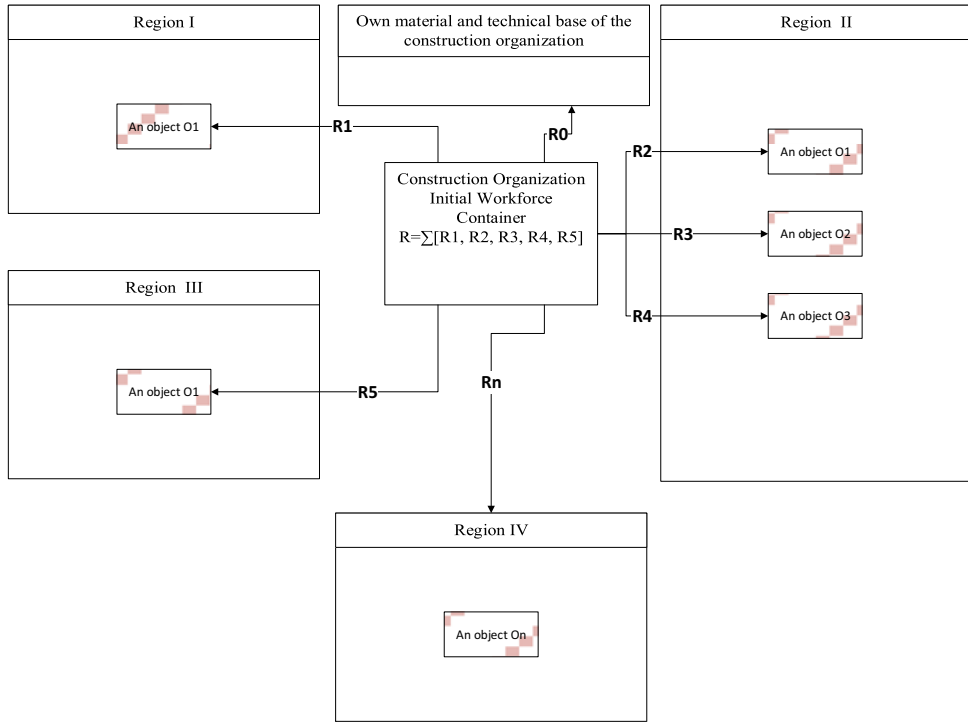 Region I
Own material and technical base of the
construction organization
Region II
An object O1
R1
R0
R2
An object O1
Construction Organization
Initial Workforce
Container
R=∑[R1, R2, R3, R4, R5]
R3
An object O2
Region III
R4
An object O3
An object O1
R5
Rn
Region IV
An object On